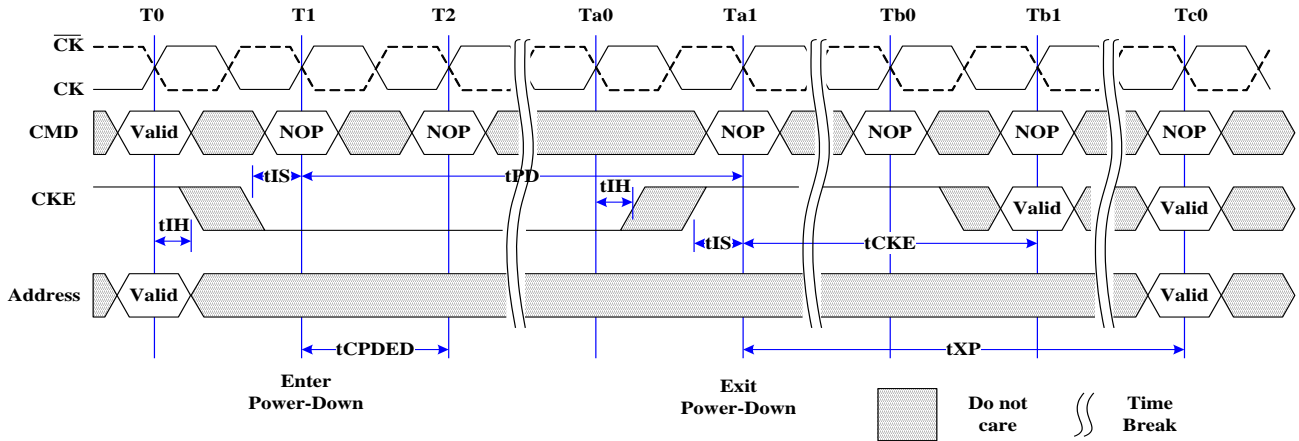 T0 T1 T2 Ta0 Ta1 Tb0 Tb1 Tc0
CK
CK
CMD Valid NOP NOP NOP NOP NOP NOP
tIS tPD tIH
CKE Valid Valid
tIH tIS tCKE
Address Valid Valid
tCPDED tXP
Enter
Power-Down
Exit
Power-Down
Do not
care
Time
Break